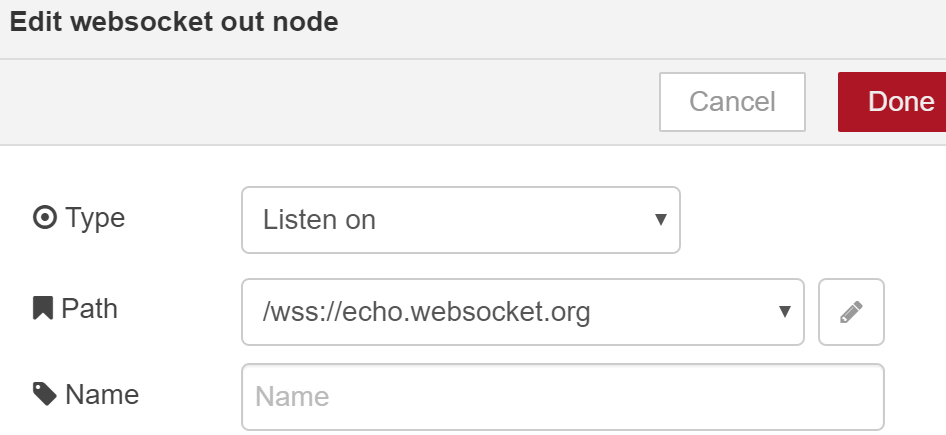 Edit websocket out node
Cancel Done
Type Listen on
Path /wss://echo.websocket.org
Name Name